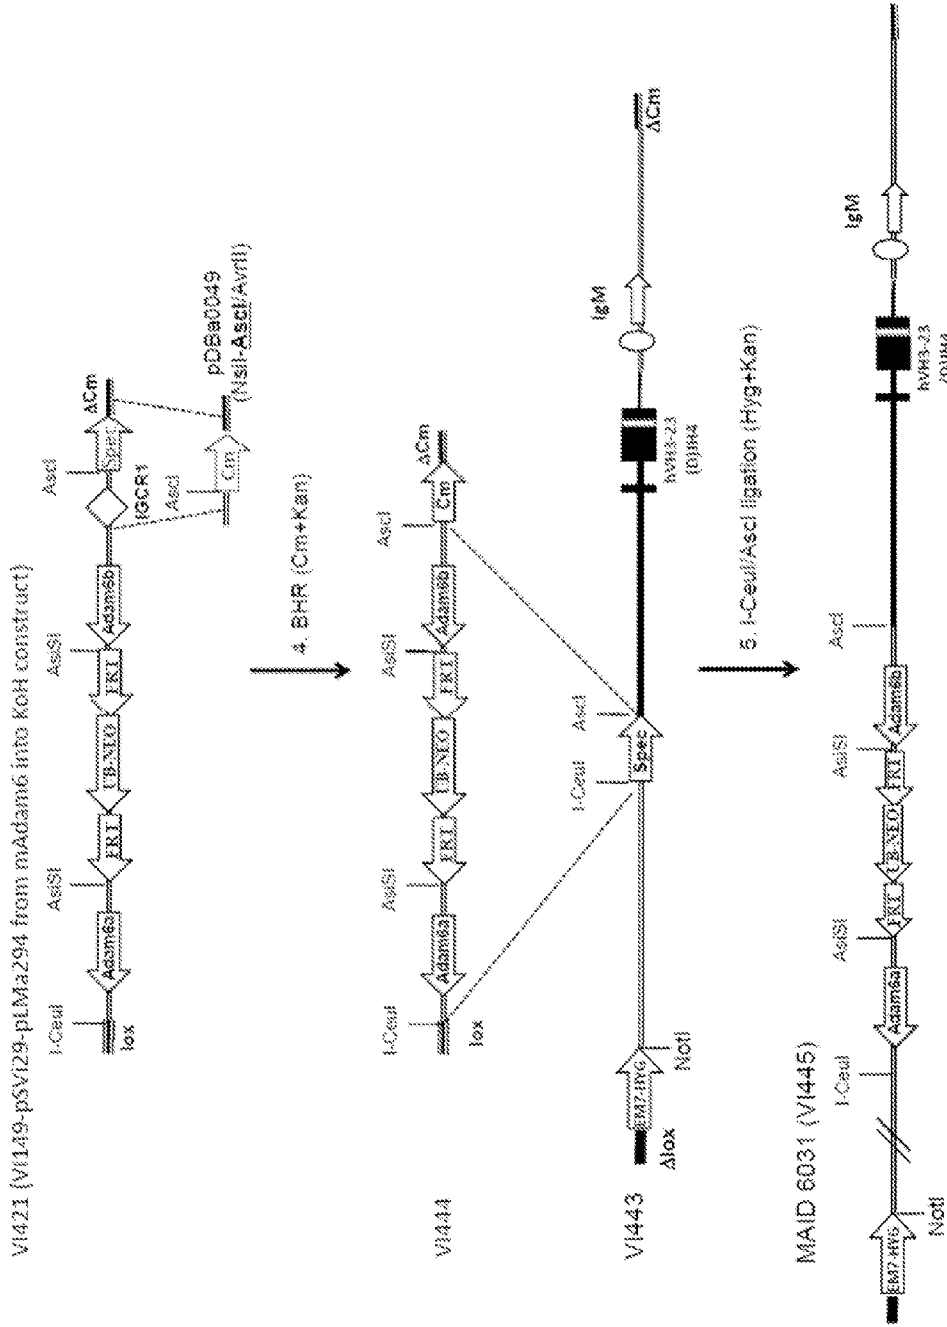 VI421 (VI149-pSVi29-pLMa294 from mAdam6 into KoH construct)
I-CeuI
AsiSI
AsiSI
AscI
lox
Adam6a
FRT
UB-NEO
FRT
Adam6b
IGCR1
Spec
ΔCm
AscI
Cm
pDBa0049
(NsiI-AscI/AvrII)
4. BHR (Cm+Kan)
VI444
I-CeuI
AsiSI
AsiSI
AscI
lox
Adam6a
FRT
UB-NEO
FRT
Adam6b
Cm
ΔCm
VI443
Δlox
EM7-HYG
NotI
I-CeuI
Spec
AscI
hVH3-23
(D)JH4
IgM
ΔCm
5. I-CeuI/AscI ligation (Hyg+Kan)
MAID 6031 (VI445)
EM7-HYG
NotI
I-CeuI
Adam6a
AsiSI
FRT
UB-NEO
FRT
AsiSI
Adam6b
AscI
hVH3-23
(D)JH4
IgM